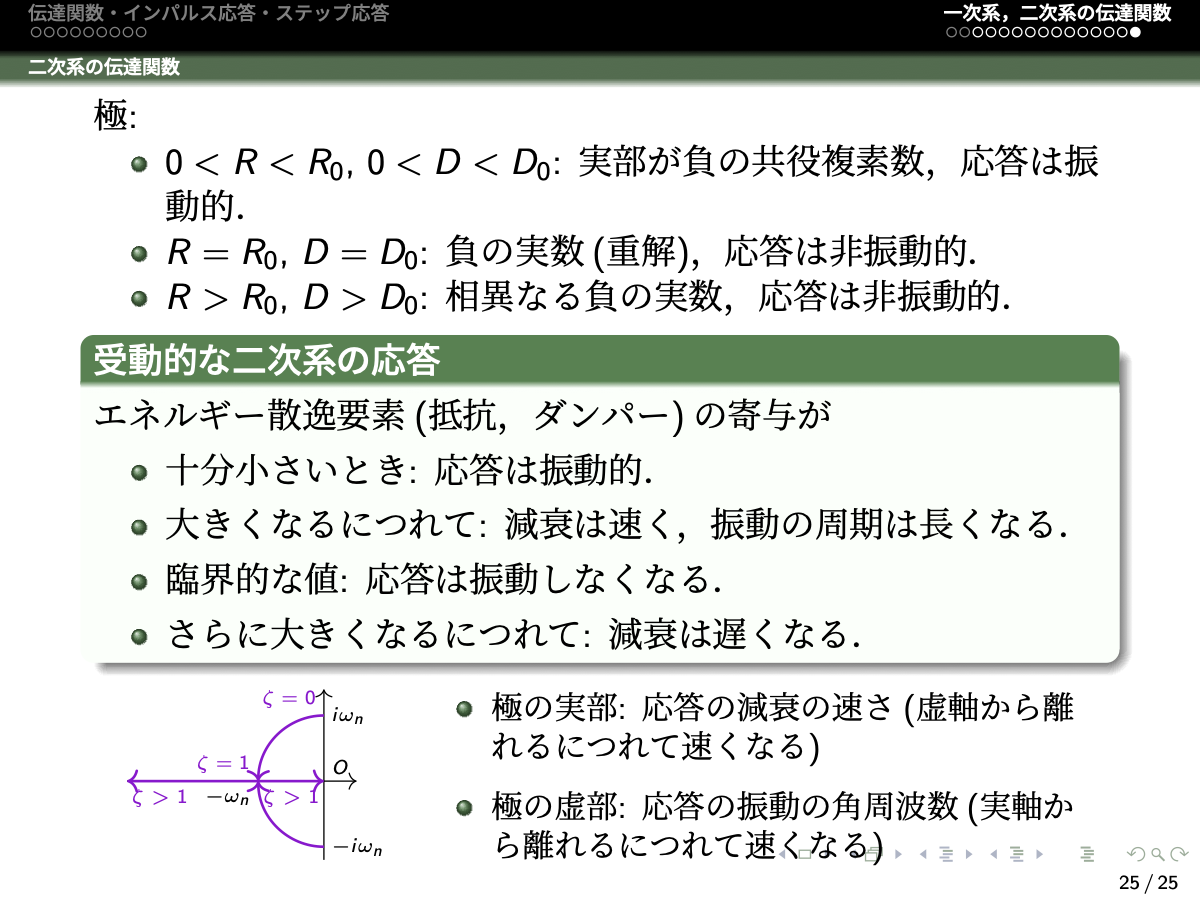 伝達関数・インパルス応答・ステップ応答
一次系，二次系の伝達関数
二次系の伝達関数
極:
0 < R < R₀, 0 < D < D₀: 実部が負の共役複素数，応答は振
動的．
R = R₀, D = D₀: 負の実数 (重解)，応答は非振動的．
R > R₀, D > D₀: 相異なる負の実数，応答は非振動的．
受動的な二次系の応答
エネルギー散逸要素 (抵抗，ダンパー) の寄与が
十分小さいとき: 応答は振動的．
大きくなるにつれて: 減衰は速く，振動の周期は長くなる．
臨界的な値: 応答は振動しなくなる．
さらに大きくなるにつれて: 減衰は遅くなる．
ζ = 0
iωₙ
ζ = 1
O
ζ > 1
−ωₙ
ζ > 1
−iωₙ
極の実部: 応答の減衰の速さ (虚軸から離
れるにつれて速くなる)
極の虚部: 応答の振動の角周波数 (実軸か
ら離れるにつれて速くなる)
25 / 25